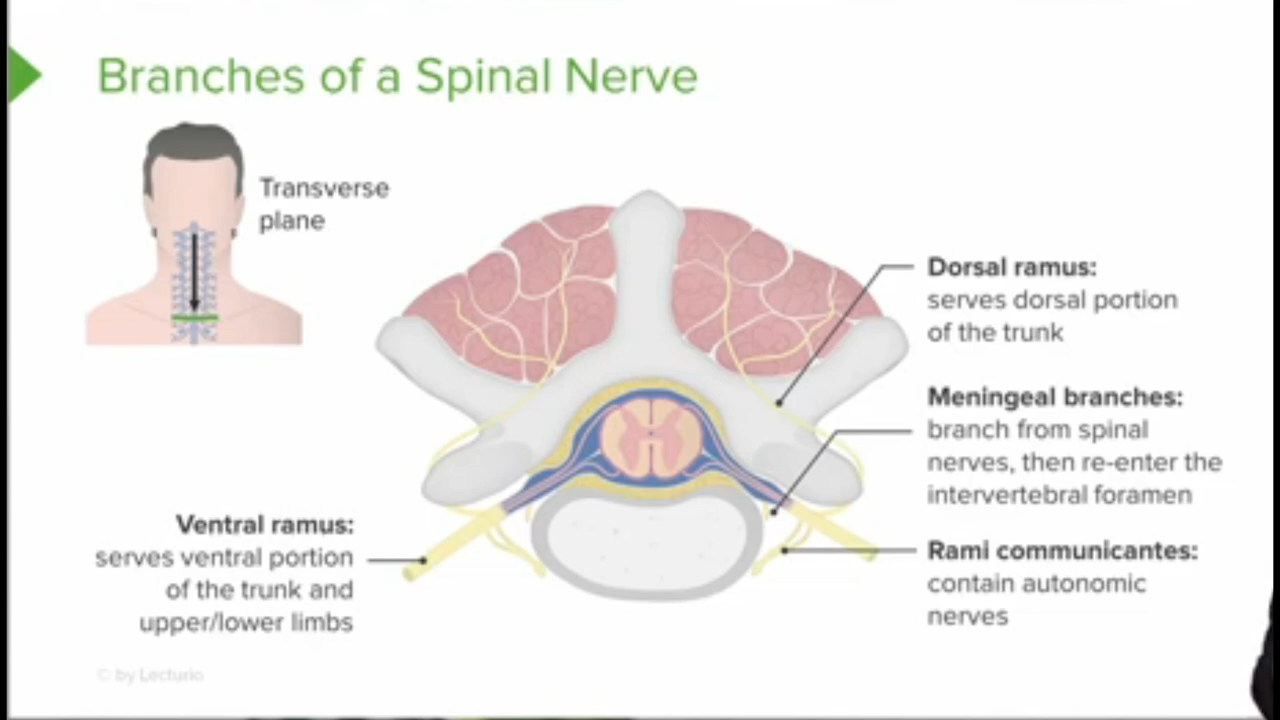 Branches of a Spinal Nerve
Transverse
plane
Dorsal ramus:
serves dorsal portion
of the trunk
Meningeal branches:
branch from spinal
nerves, then re-enter the
intervertebral foramen
Ventral ramus:
serves ventral portion
of the trunk and
upper/lower limbs
Rami communicantes:
contain autonomic
nerves
© by Lecturio